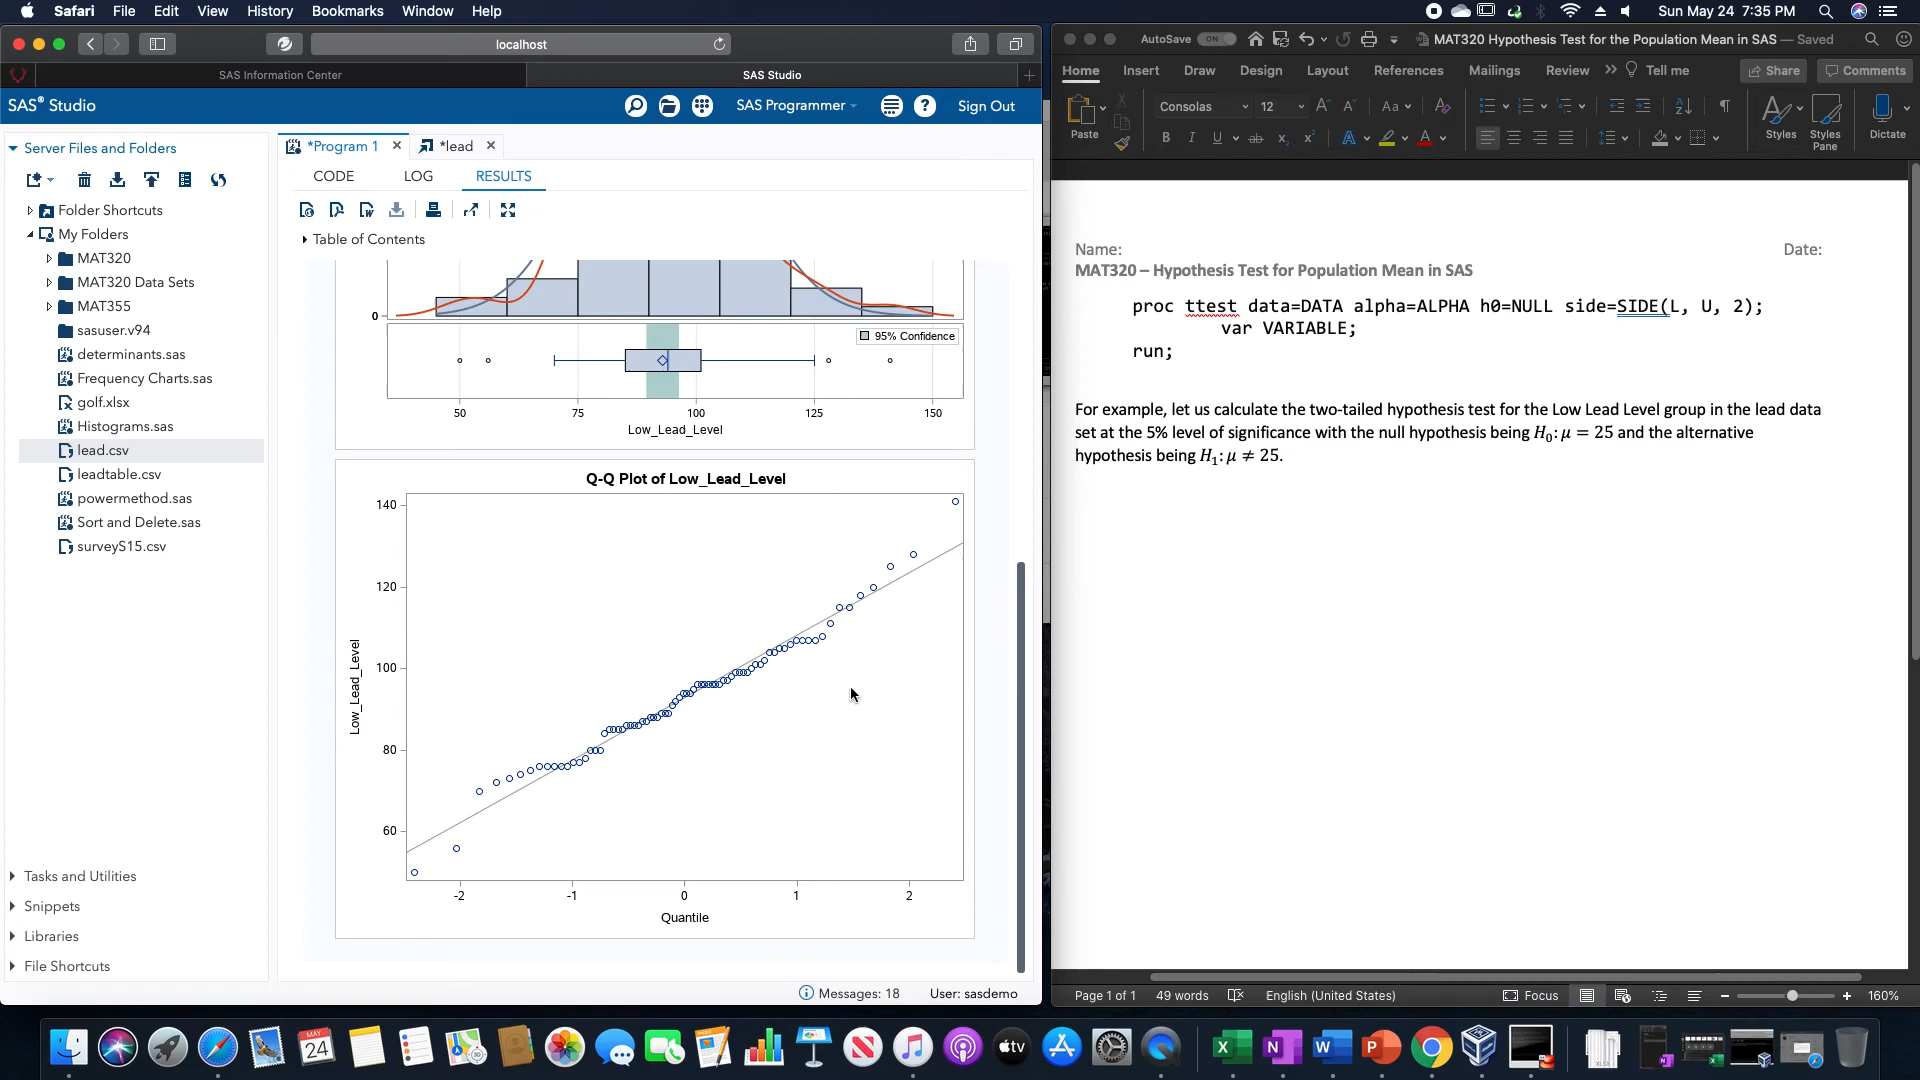 Safari File Edit View History Bookmarks Window Help
Sun May 24 7:35 PM
localhost
SAS Information Center
SAS Studio
SAS® Studio
SAS Programmer
Sign Out
Server Files and Folders
Folder Shortcuts
My Folders
MAT320
MAT320 Data Sets
MAT355
sasuser.v94
determinants.sas
Frequency Charts.sas
golf.xlsx
Histograms.sas
lead.csv
leadtable.csv
powermethod.sas
Sort and Delete.sas
surveyS15.csv
Tasks and Utilities
Snippets
Libraries
File Shortcuts
*Program 1
*lead
CODE LOG RESULTS
Table of Contents
0
95% Confidence
50 75 100 125 150
Low_Lead_Level
Q-Q Plot of Low_Lead_Level
140
120
100
80
60
Low_Lead_Level
-2 -1 0 1 2
Quantile
Messages: 18 User: sasdemo
AutoSave ON
MAT320 Hypothesis Test for the Population Mean in SAS — Saved
Home Insert Draw Design Layout References Mailings Review Tell me
Share Comments
Paste
Consolas 12
Styles
Styles Pane
Dictate
Name: Date:
MAT320 – Hypothesis Test for Population Mean in SAS
proc ttest data=DATA alpha=ALPHA h0=NULL side=SIDE(L, U, 2);
var VARIABLE;
run;
For example, let us calculate the two-tailed hypothesis test for the Low Lead Level group in the lead data
set at the 5% level of significance with the null hypothesis being H₀: μ = 25 and the alternative
hypothesis being H₁: μ ≠ 25.
Page 1 of 1 49 words English (United States) Focus 160%
MAY
24
tv